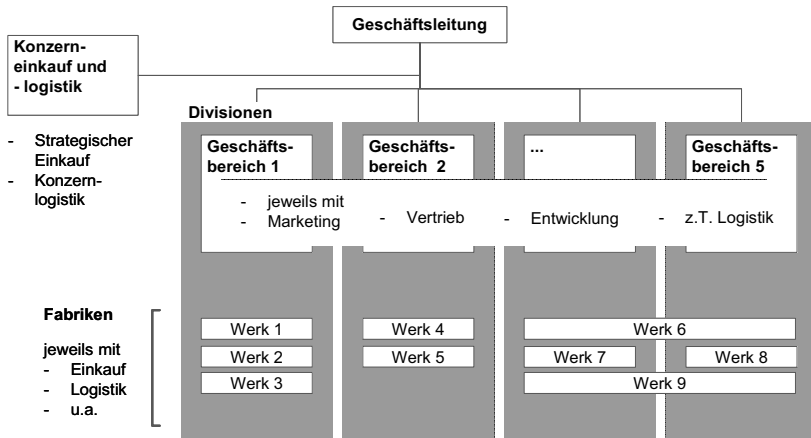 Geschäftsleitung
Konzern-
einkauf und
- logistik
- Strategischer
Einkauf
- Konzern-
logistik
Divisionen
Geschäfts-
bereich 1
Geschäfts-
bereich 2
...
Geschäfts-
bereich 5
- jeweils mit
- Marketing
- Vertrieb
- Entwicklung
- z.T. Logistik
Fabriken
jeweils mit
- Einkauf
- Logistik
- u.a.
Werk 1
Werk 4
Werk 6
Werk 2
Werk 5
Werk 7
Werk 8
Werk 3
Werk 9